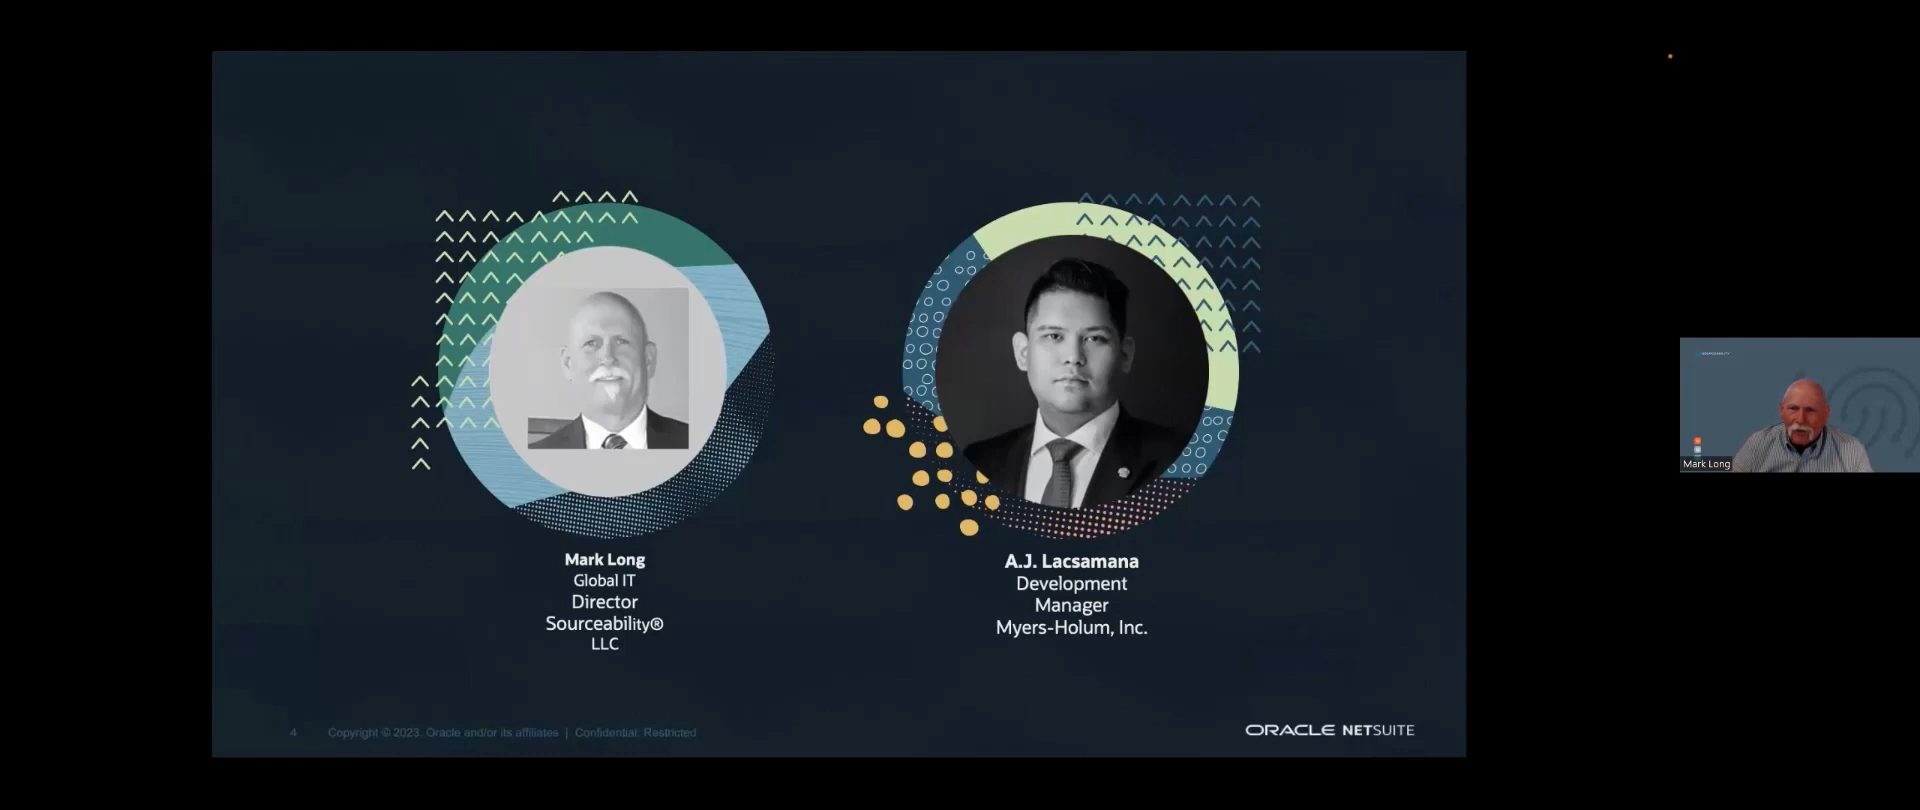 Mark Long
Global IT
Director
Sourceability®
LLC
A.J. Lacsamana
Development
Manager
Myers-Holum, Inc.
4 Copyright © 2023, Oracle and/or its affiliates | Confidential: Restricted
ORACLE NETSUITE
Mark Long